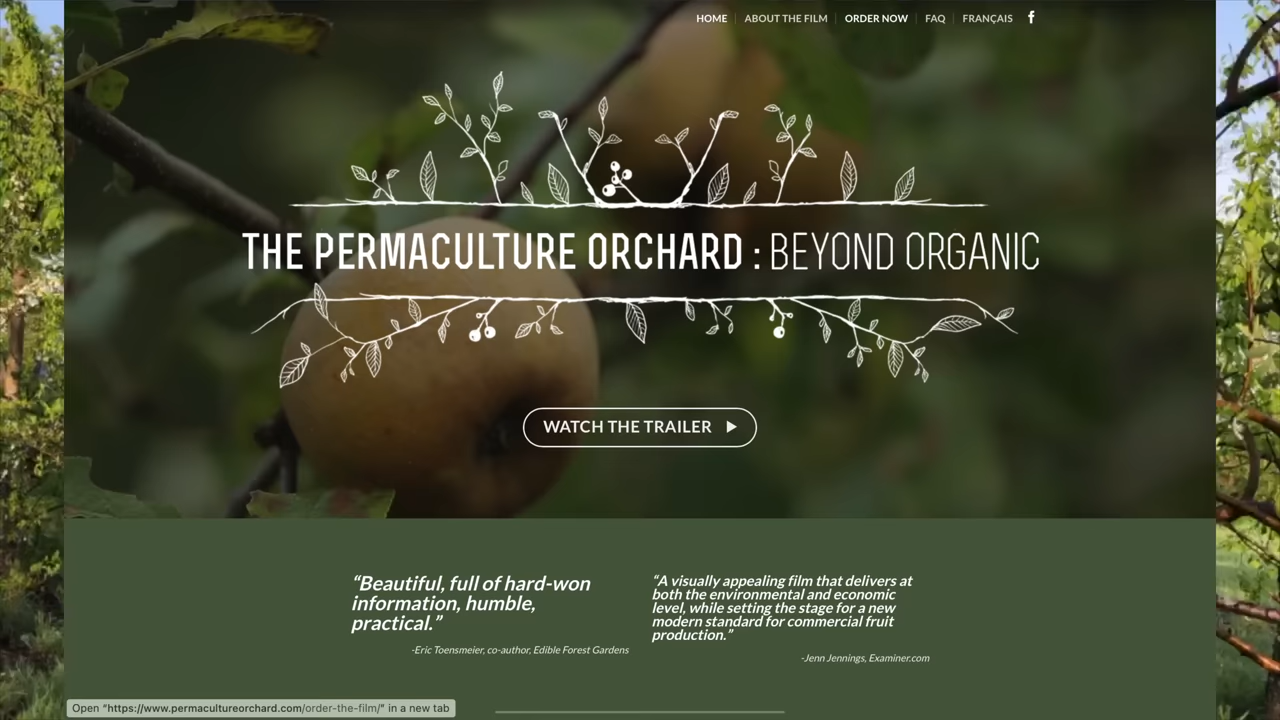 HOME ABOUT THE FILM ORDER NOW FAQ FRANÇAIS f
THE PERMACULTURE ORCHARD : BEYOND ORGANIC
WATCH THE TRAILER
“Beautiful, full of hard-won
information, humble,
practical.”
-Eric Toensmeier, co-author, Edible Forest Gardens
“A visually appealing film that delivers at
both the environmental and economic
level, while setting the stage for a new
modern standard for commercial fruit
production.”
-Jenn Jennings, Examiner.com
Open “https://www.permacultureorchard.com/order-the-film/” in a new tab